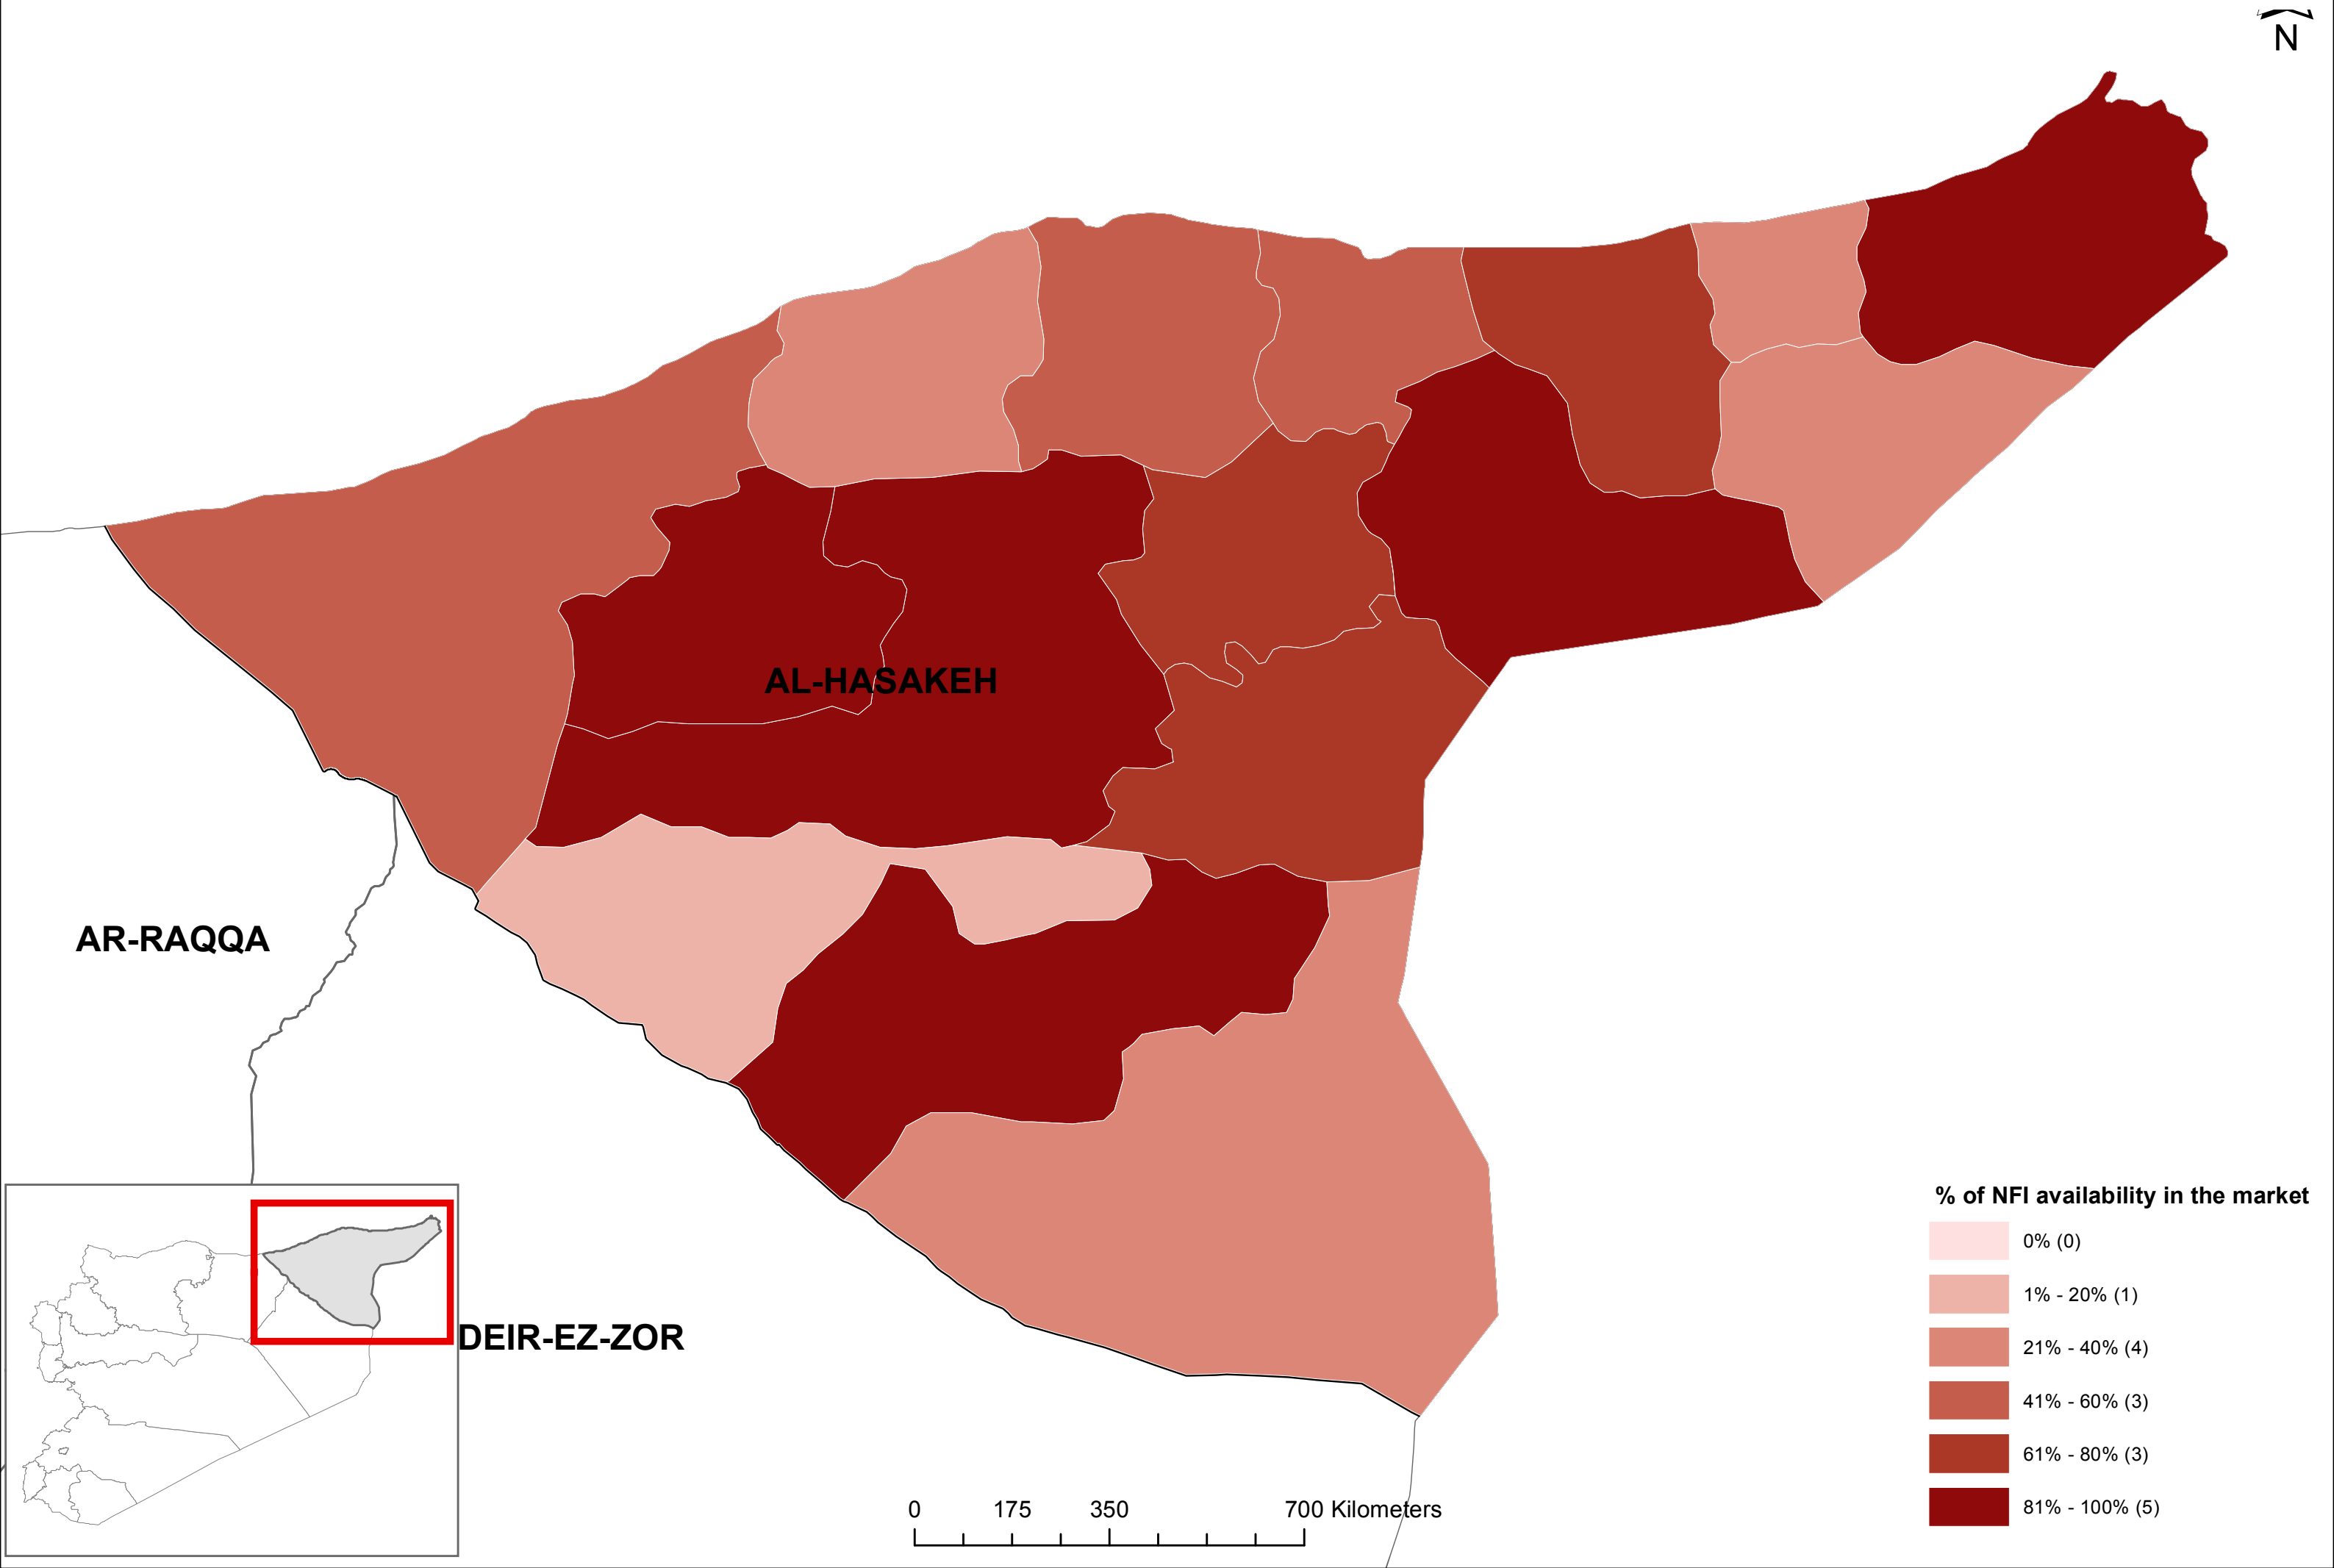 N
AL-HASAKEH
AR-RAQQA
DEIR-EZ-ZOR
% of NFI availability in the market
0% (0)
1% - 20% (1)
21% - 40% (4)
41% - 60% (3)
61% - 80% (3)
81% - 100% (5)
0 175 350 700 Kilometers